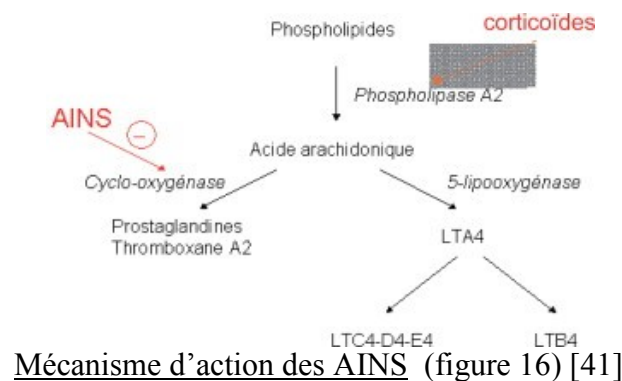 corticoïdes
Phospholipides
Phospholipase A2
AINS
−
Acide arachidonique
Cyclo-oxygénase
5-lipooxygénase
Prostaglandines
Thromboxane A2
LTA4
LTC4-D4-E4
LTB4
Mécanisme d’action des AINS (figure 16) [41]